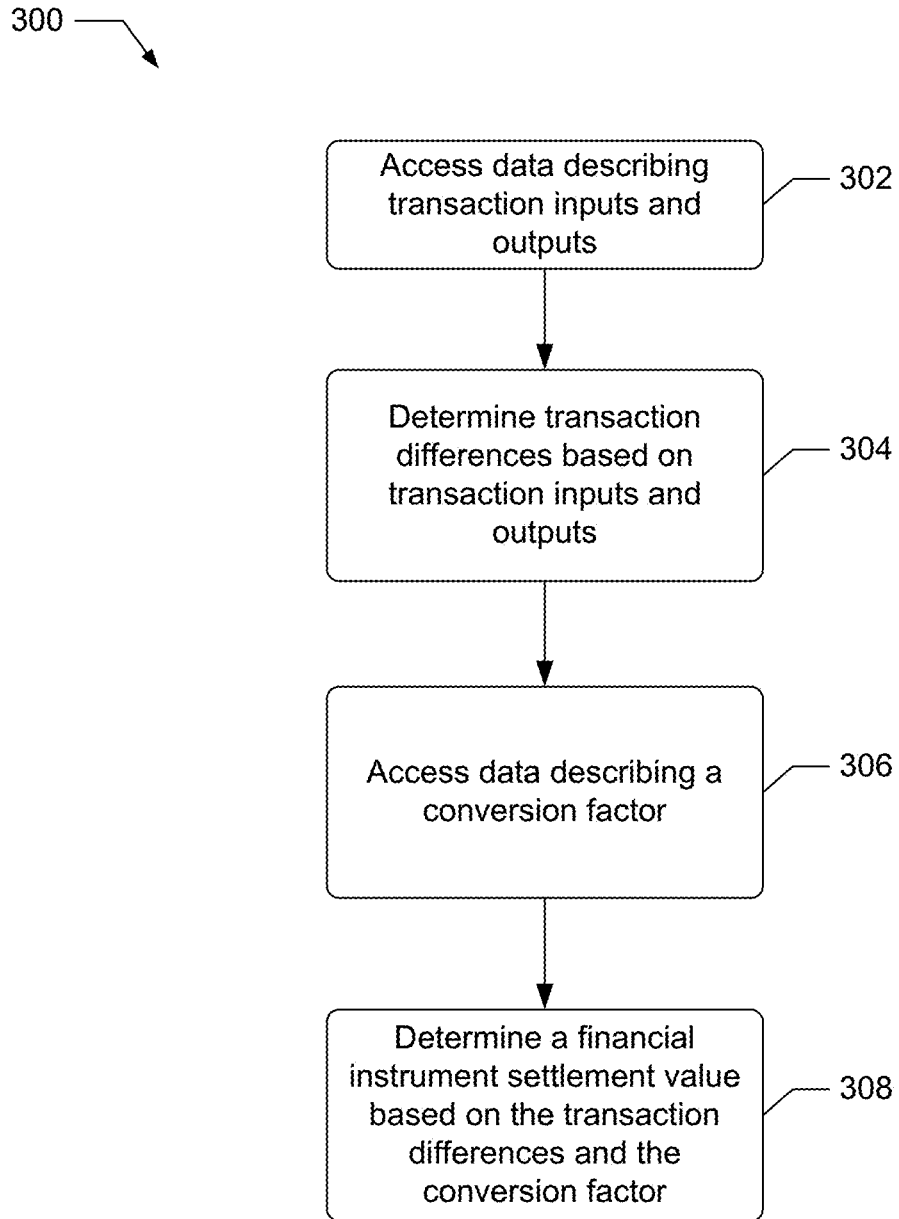 300
Access data describing
transaction inputs and
outputs
302
Determine transaction
differences based on
transaction inputs and
outputs
304
Access data describing a
conversion factor
306
Determine a financial
instrument settlement value
based on the transaction
differences and the
conversion factor
308